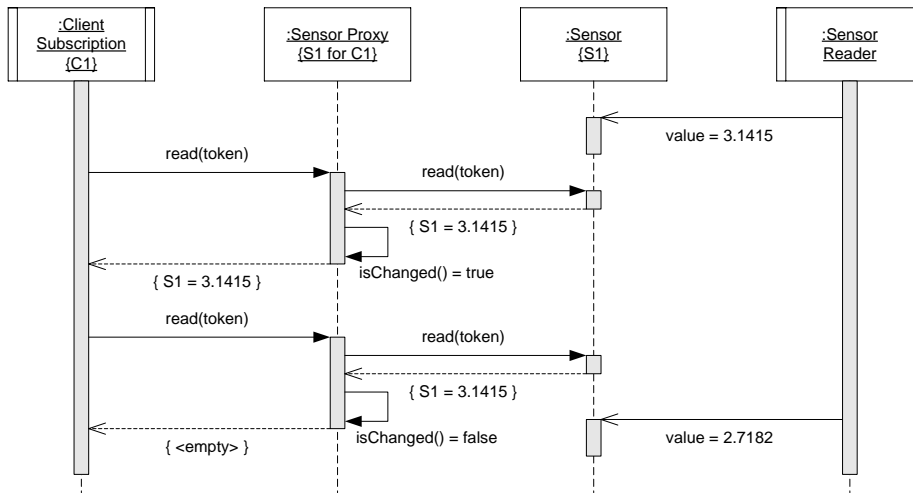 :Client
Subscription
{C1}
:Sensor Proxy
{S1 for C1}
:Sensor
{S1}
:Sensor
Reader
value = 3.1415
read(token)
read(token)
{ S1 = 3.1415 }
{ S1 = 3.1415 }
isChanged() = true
read(token)
read(token)
{ S1 = 3.1415 }
{ <empty> }
isChanged() = false
value = 2.7182